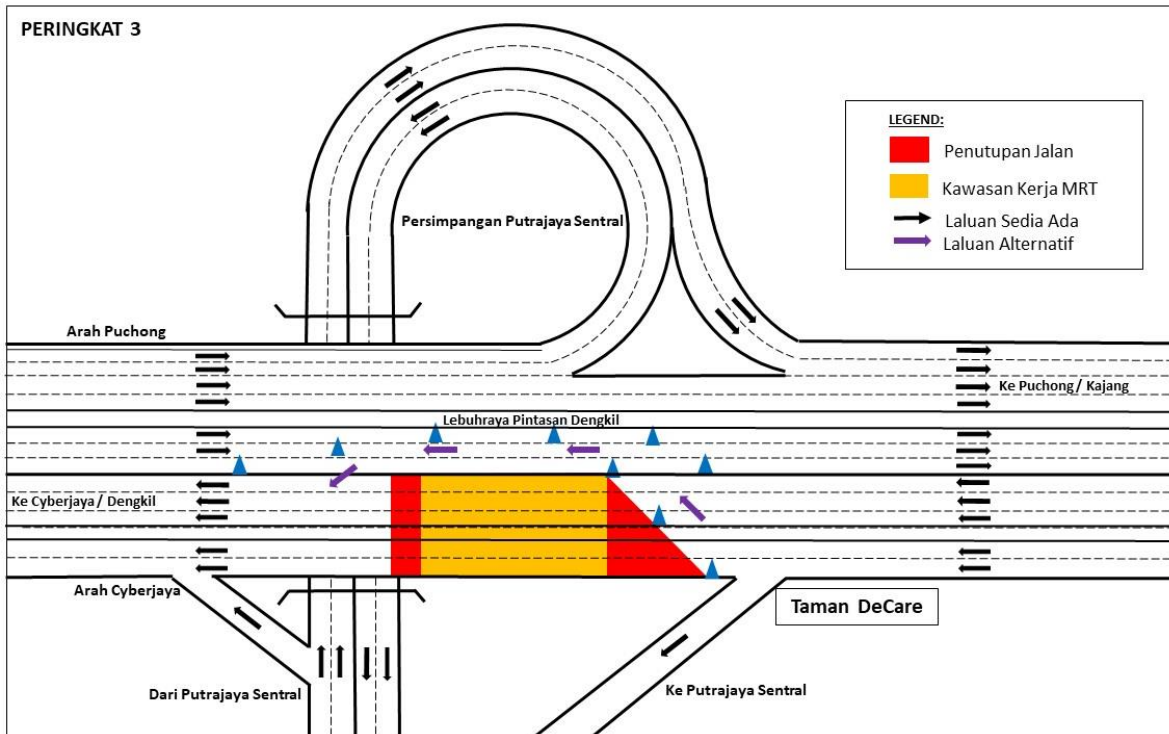 PERINGKAT 3
LEGEND:
Penutupan Jalan
Kawasan Kerja MRT
Laluan Sedia Ada
Laluan Alternatif
Persimpangan Putrajaya Sentral
Arah Puchong
Ke Puchong / Kajang
Lebuhraya Pintasan Dengkil
Ke Cyberjaya / Dengkil
Arah Cyberjaya
Taman DeCare
Dari Putrajaya Sentral
Ke Putrajaya Sentral